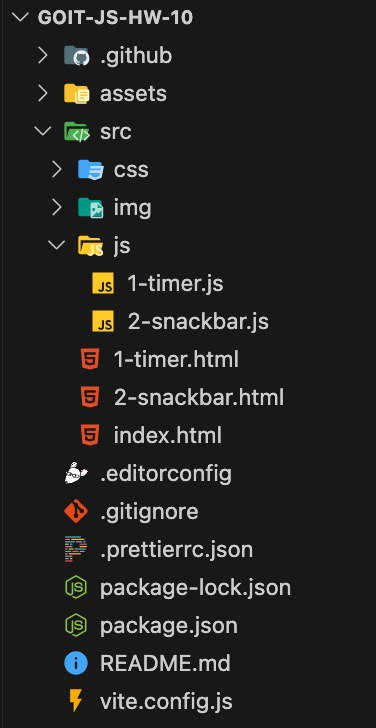 GOIT-JS-HW-10
.github
assets
src
css
img
js
JS 1-timer.js
JS 2-snackbar.js
5 1-timer.html
5 2-snackbar.html
5 index.html
.editorconfig
.gitignore
.prettierrc.json
package-lock.json
package.json
README.md
vite.config.js